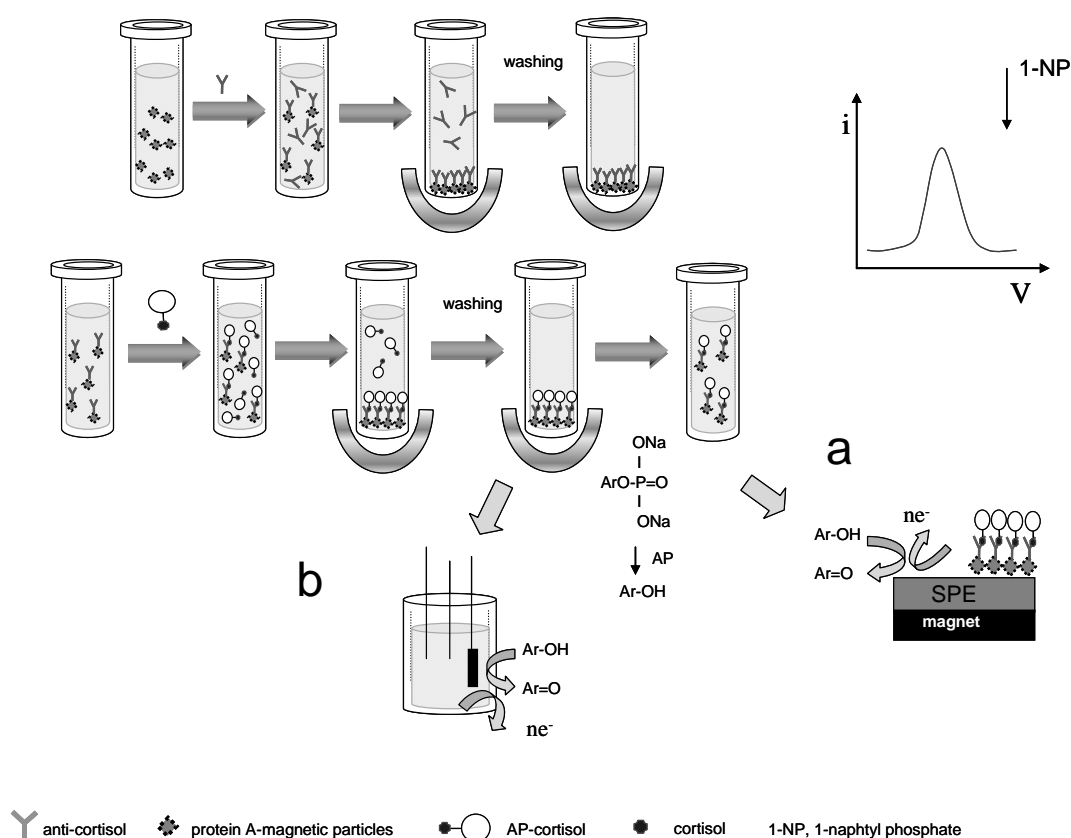 washing
1-NP
i
V
washing
a
ONa
ArO-P=O
ONa
AP
Ar-OH
ne-
Ar-OH
Ar=O
SPE
magnet
b
Ar-OH
Ar=O
ne-
anti-cortisol
protein A-magnetic particles
AP-cortisol
cortisol
1-NP, 1-naphtyl phosphate